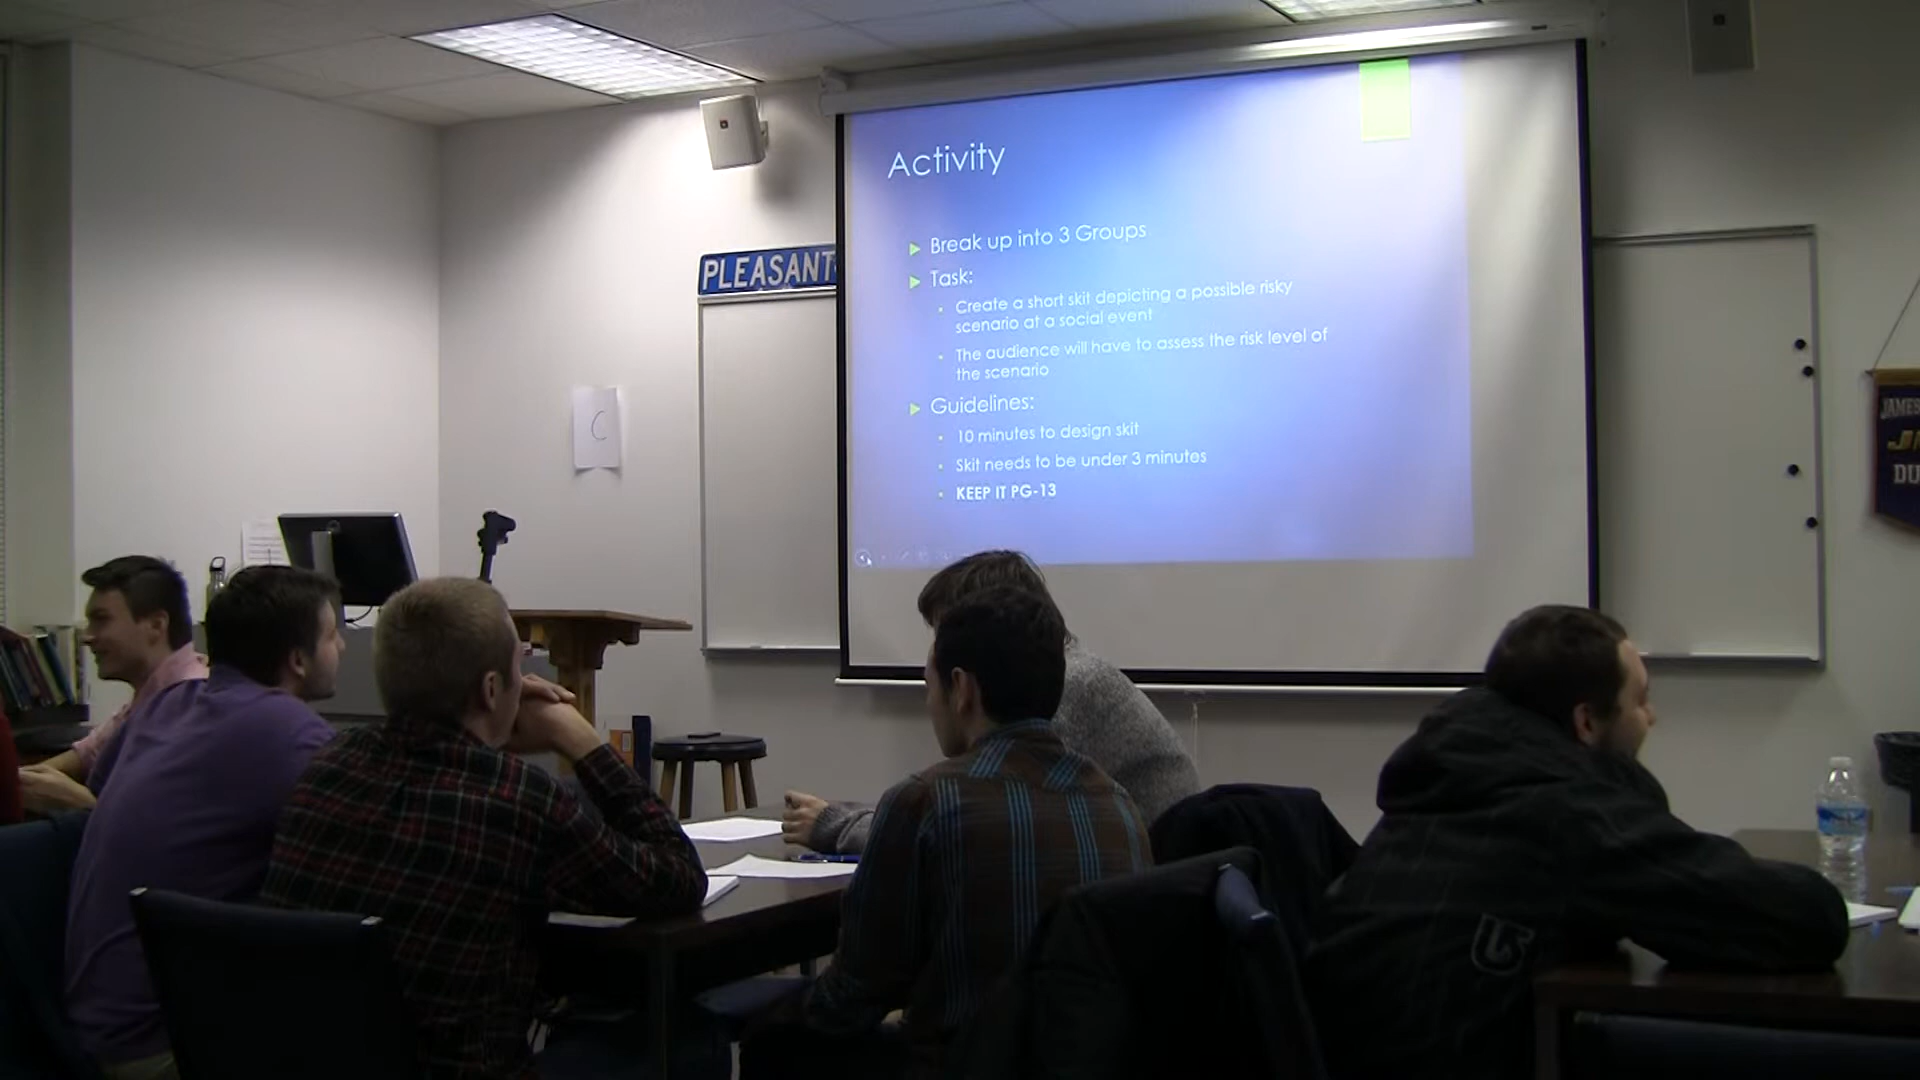 Activity
Break up into 3 Groups
Task:
Create a short skit depicting a possible risky
scenario at a social event
The audience will have to assess the risk level of
the scenario
Guidelines:
10 minutes to design skit
Skit needs to be under 3 minutes
KEEP IT PG-13
PLEASANT
C
JAMES
DU